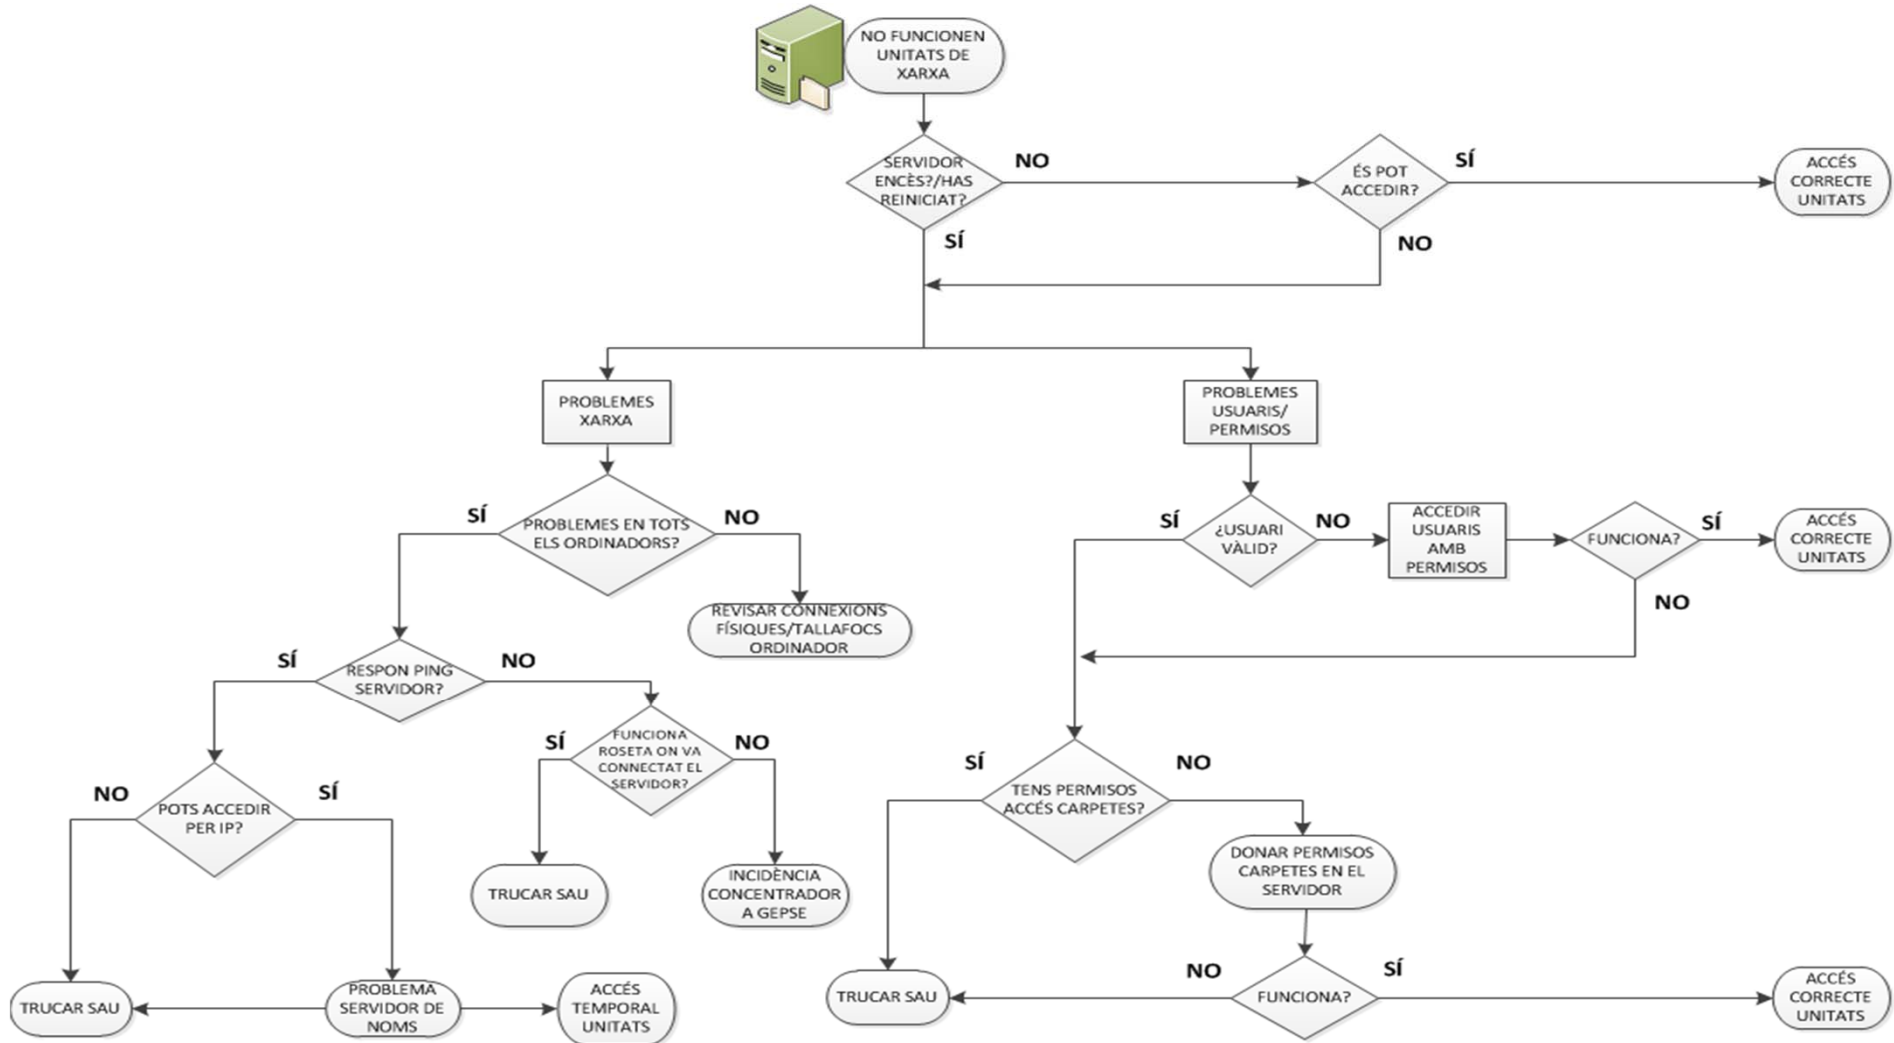 NO FUNCIONEN
UNITATS DE
XARXA
SERVIDOR
ENCÈS?/HAS
REINICIAT?
NO
ÉS POT
ACCEDIR?
SÍ
ACCÉS
CORRECTE
UNITATS
SÍ
NO
PROBLEMES
XARXA
PROBLEMES
USUARIS/
PERMISOS
SÍ
PROBLEMES EN TOTS
ELS ORDINADORS?
NO
REVISAR CONNEXIONS
FÍSIQUES/TALLAFOCS
ORDINADOR
SÍ
¿USUARI
VÀLID?
NO
ACCEDIR
USUARIS
AMB
PERMISOS
FUNCIONA?
SÍ
ACCÉS
CORRECTE
UNITATS
NO
SÍ
RESPON PING
SERVIDOR?
NO
SÍ
FUNCIONA
ROSETA ON VA
CONNECTAT EL
SERVIDOR?
NO
NO
POTS ACCEDIR
PER IP?
SÍ
TRUCAR SAU
INCIDÈNCIA
CONCENTRADOR
A GEPSE
SÍ
TENS PERMISOS
ACCÉS CARPETES?
NO
DONAR PERMISOS
CARPETES EN EL
SERVIDOR
TRUCAR SAU
PROBLEMA
SERVIDOR DE
NOMS
ACCÉS
TEMPORAL
UNITATS
TRUCAR SAU
NO
FUNCIONA?
SÍ
ACCÉS
CORRECTE
UNITATS